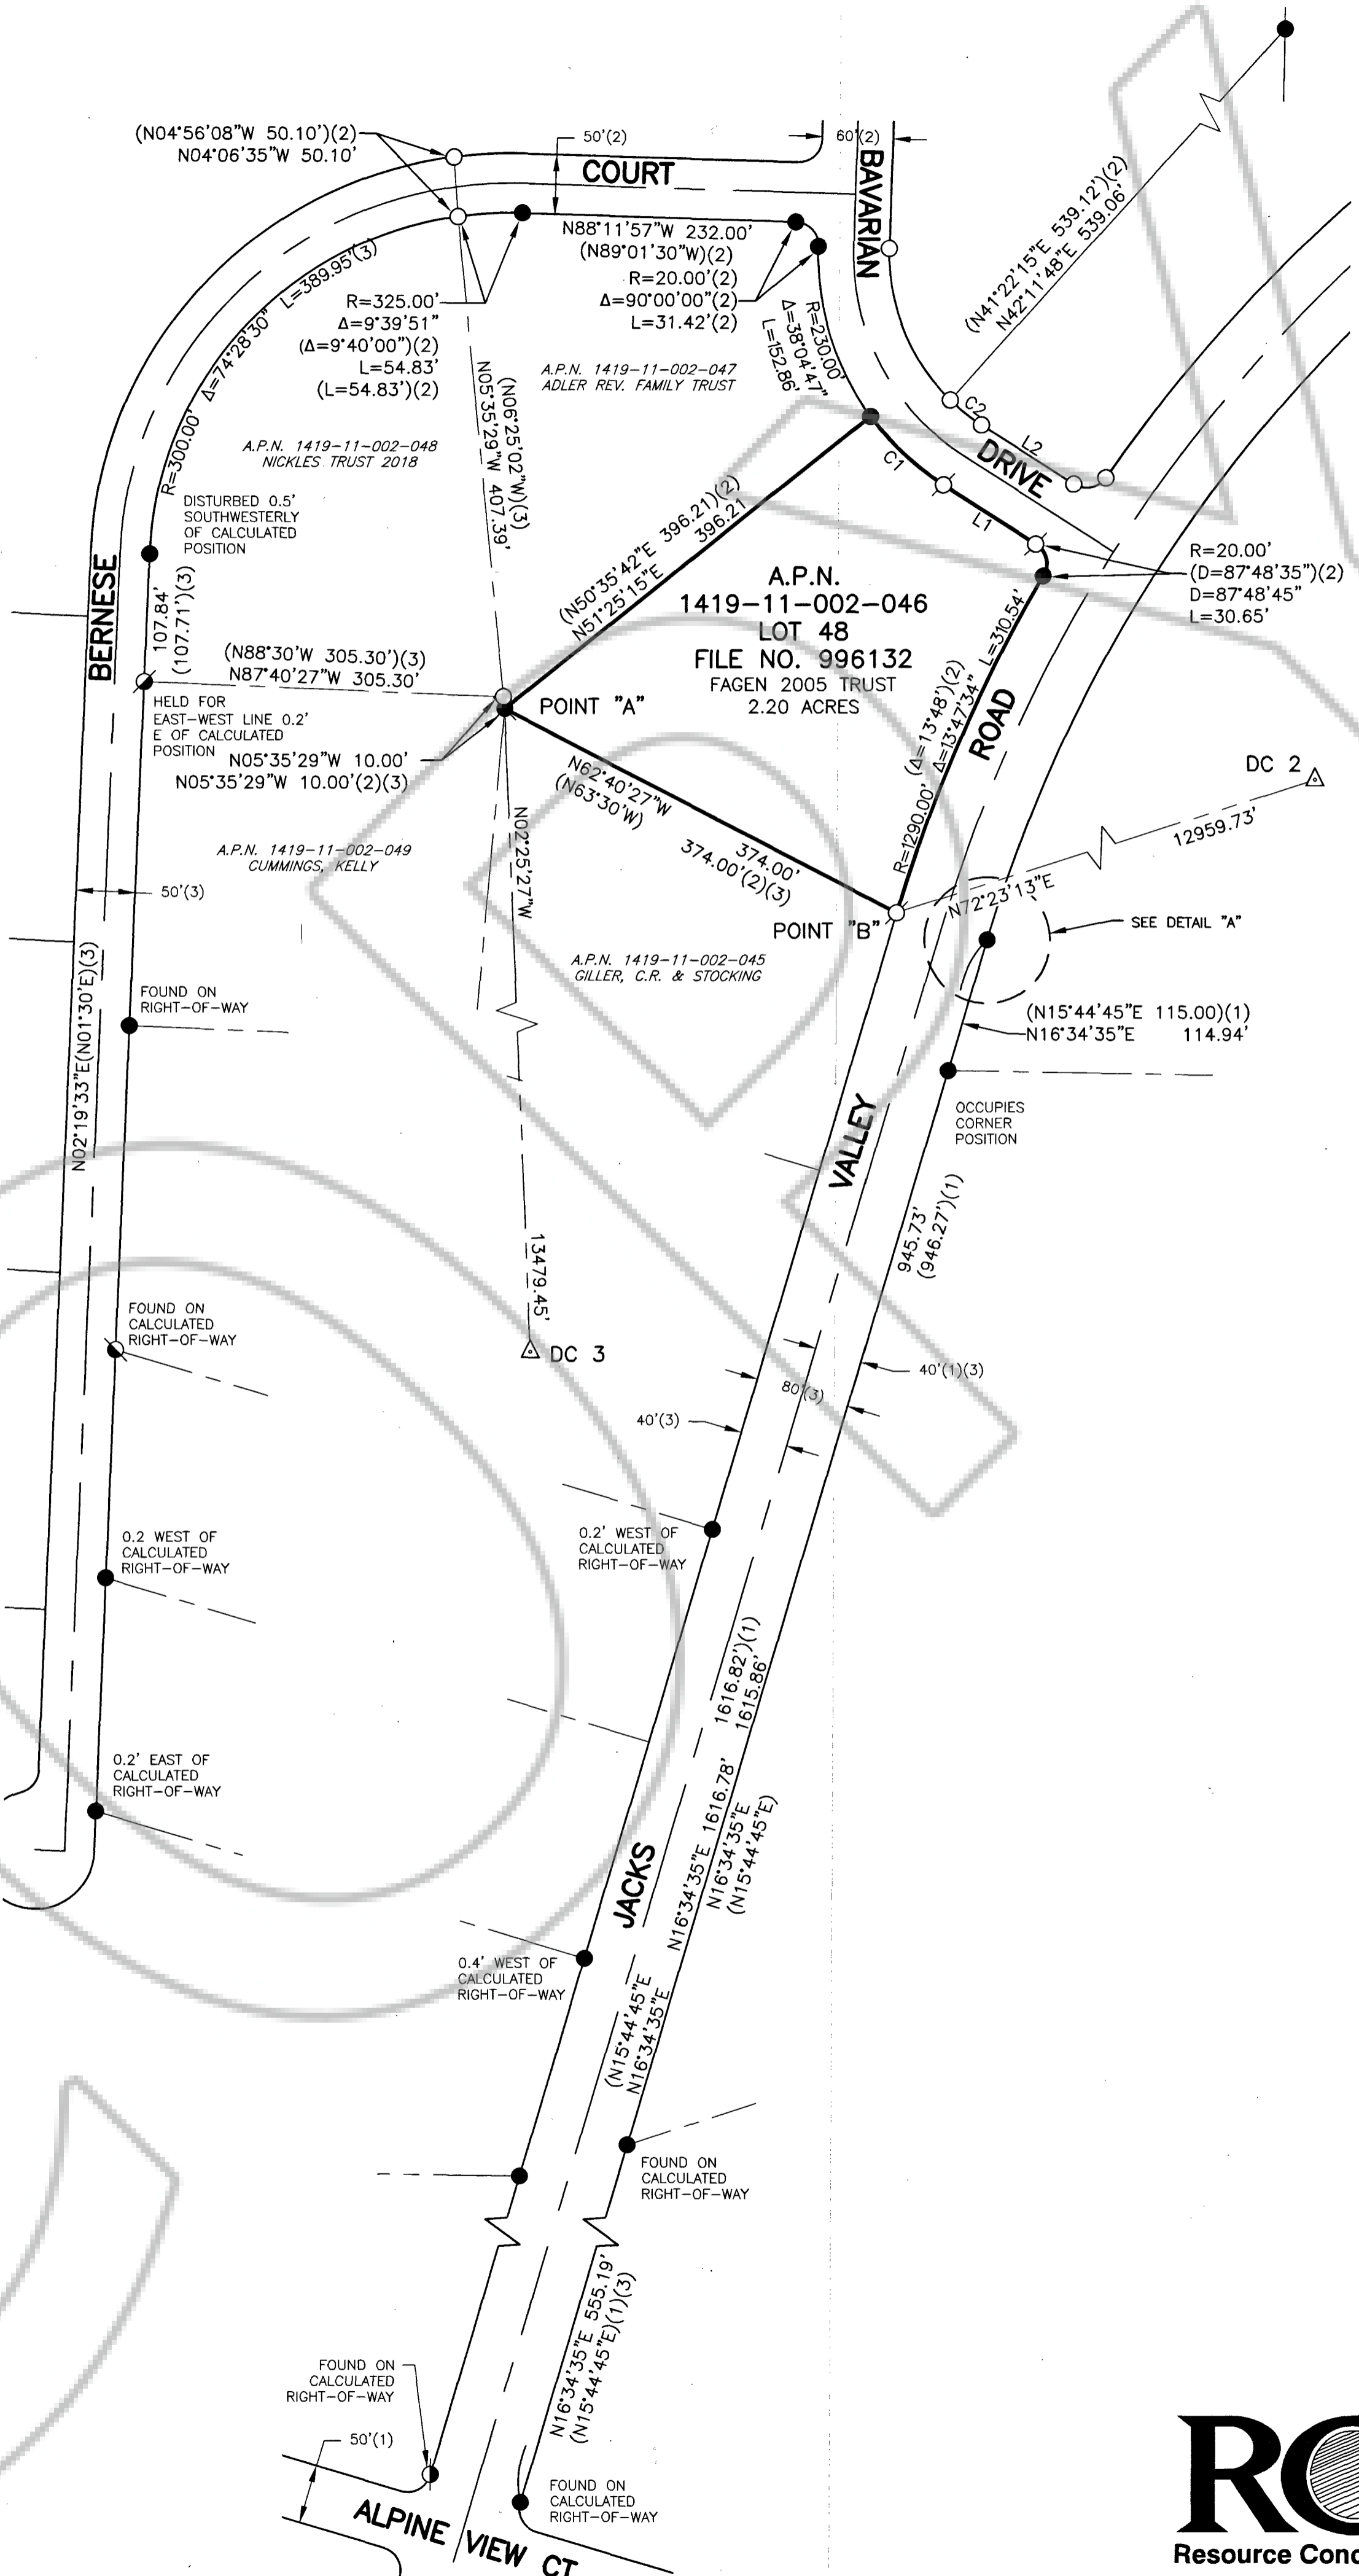 (N04°56'08"W 50.10')(2)
N04°06'35"W 50.10'
50'(2)
COURT
60'(2)
BAVARIAN
(N41°22'15"E 539.12')(2)
N42°11'48"E 539.06'
N88°11'57"W 232.00'
(N89°01'30"W)(2)
R=20.00'(2)
Δ=90°00'00"(2)
L=31.42'(2)
R=325.00'
Δ=9°39'51"
(Δ=9°40'00")(2)
L=54.83'
(L=54.83')(2)
R=300.00' Δ=74°28'30" L=389.95'(3)
R=230.00'
Δ=38°04'47"
L=152.86'
A.P.N. 1419-11-002-047
ADLER REV. FAMILY TRUST
(N06°25'02"W)(3)
N05°35'29"W 407.39'
A.P.N. 1419-11-002-048
NICKLES TRUST 2018
C2
L2
DRIVE
C1
L1
DISTURBED 0.5'
SOUTHWESTERLY
OF CALCULATED
POSITION
(N50°35'42"E 396.21)(2)
N51°25'15"E 396.21
R=20.00'
(D=87°48'35")(2)
D=87°48'45"
L=30.65'
BERNESE
107.84'
(107.71')(3)
A.P.N.
1419-11-002-046
LOT 48
FILE NO. 996132
FAGEN 2005 TRUST
2.20 ACRES
(N88°30'W 305.30')(3)
N87°40'27"W 305.30'
POINT "A"
HELD FOR
EAST-WEST LINE 0.2'
E OF CALCULATED
POSITION
N05°35'29"W 10.00'
N05°35'29"W 10.00'(2)(3)
R=1290.00' (Δ=13°48')(2) Δ=13°47'34" L=310.54'
ROAD
DC 2
12959.73'
N62°40'27"W 374.00'
(N63°30'W) 374.00'(2)(3)
N02°25'27"W
A.P.N. 1419-11-002-049
CUMMINGS, KELLY
50'(3)
N72°23'13"E
SEE DETAIL "A"
POINT "B"
A.P.N. 1419-11-002-045
GILLER, C.R. & STOCKING
N02°19'33"E(N01°30'E)(3)
FOUND ON
RIGHT-OF-WAY
(N15°44'45"E 115.00)(1)
N16°34'35"E 114.94'
OCCUPIES
CORNER
POSITION
VALLEY
945.73'
(946.27')(1)
13479.45'
FOUND ON
CALCULATED
RIGHT-OF-WAY
DC 3
40'(1)(3)
80'(3)
40'(3)
0.2 WEST OF
CALCULATED
RIGHT-OF-WAY
0.2' WEST OF
CALCULATED
RIGHT-OF-WAY
1616.82')(1)
1615.86'
0.2' EAST OF
CALCULATED
RIGHT-OF-WAY
N16°34'35"E 1616.78'
N16°34'35"E
(N15°44'45"E)
JACKS
0.4' WEST OF
CALCULATED
RIGHT-OF-WAY
(N15°44'45"E
N16°34'35"E
FOUND ON
CALCULATED
RIGHT-OF-WAY
N16°34'35"E 555.19'
(N15°44'45"E)(1)(3)
FOUND ON
CALCULATED
RIGHT-OF-WAY
50'(1)
FOUND ON
CALCULATED
RIGHT-OF-WAY
ALPINE VIEW CT
Resource Conc